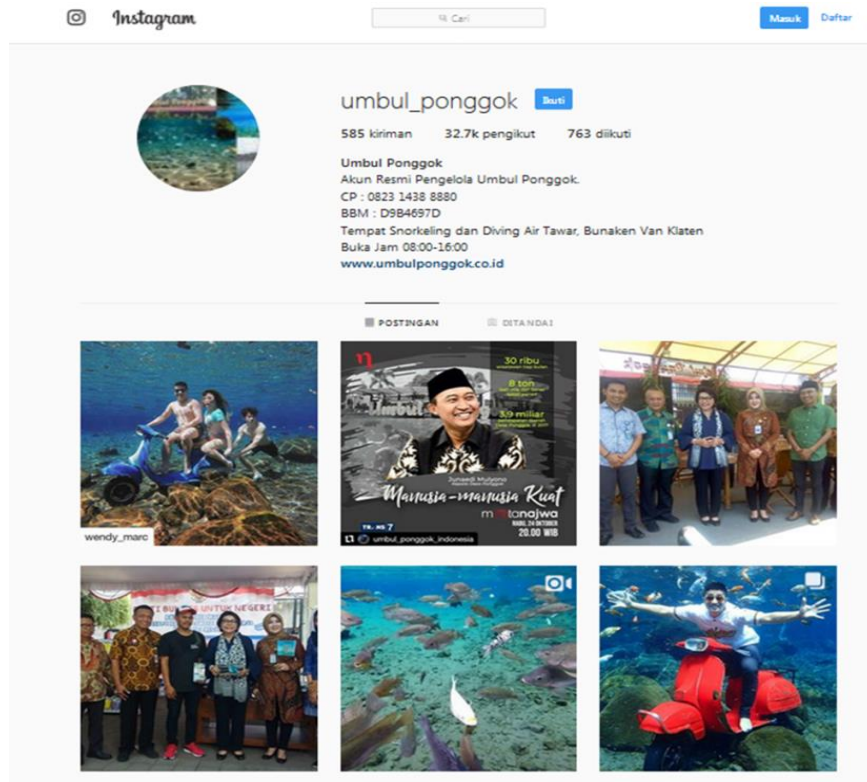 Instagram
Cari
Masuk
Daftar
umbul_ponggok
Ikuti
585 kiriman 32.7k pengikut 763 diikuti
Umbul Ponggok
Akun Resmi Pengelola Umbul Ponggok.
CP : 0823 1438 8880
BBM : D9B4697D
Tempat Snorkeling dan Diving Air Tawar, Bunaken Van Klaten
Buka Jam 08:00-16:00
www.umbulponggok.co.id
POSTINGAN DITANDAI
wendy_marc
30 ribu
8 ton
3,9 miliar
Umbul
Junaedi Mulyono
Manusia-manusia Kuat
RABU, 24 OKTOBER
20.00 WIB
umbul_ponggok_indonesia
UNTUK NEGERI